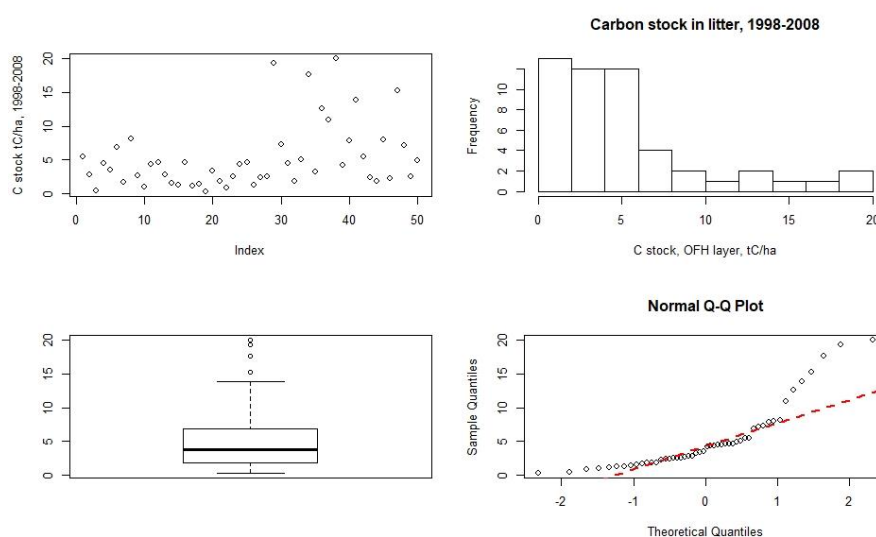 C stock tC/ha, 1998-2008
0
5
10
15
20
0 10 20 30 40 50
Index
Carbon stock in litter, 1998-2008
Frequency
0 2 4 6 8 10
0 5 10 15 20
C stock, OFH layer, tC/ha
0 5 10 15 20
Normal Q-Q Plot
Sample Quantiles
0 5 10 15 20
-2 -1 0 1 2
Theoretical Quantiles